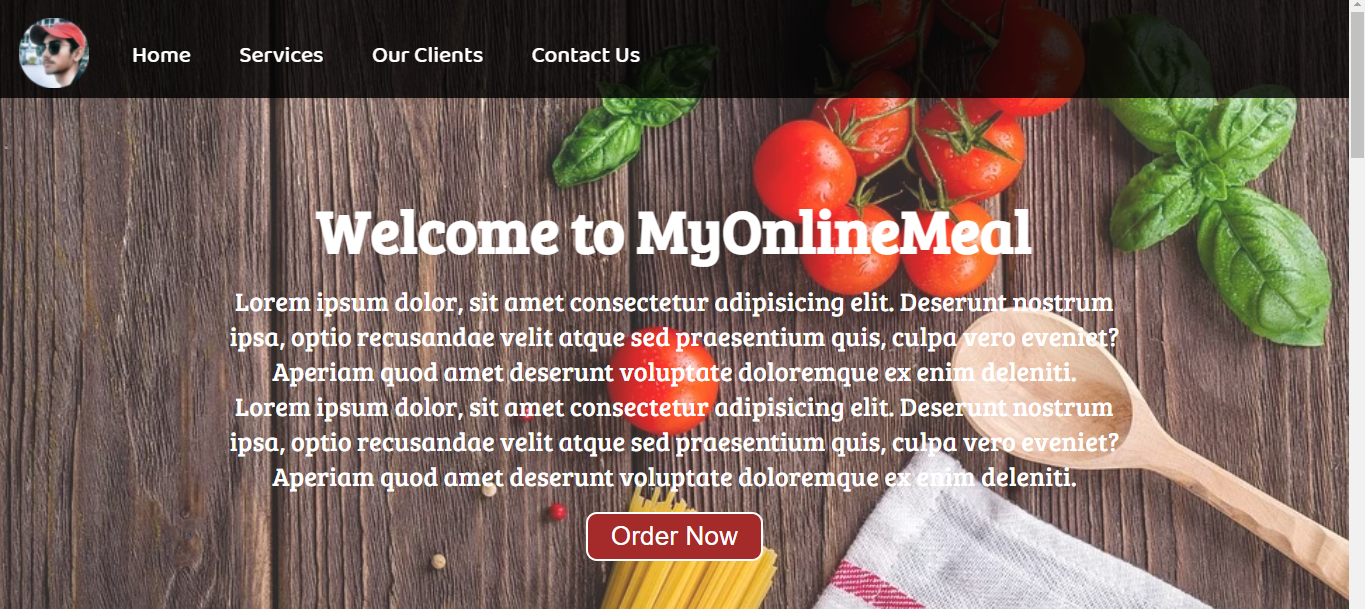 Home Services Our Clients Contact Us
Welcome to MyOnlineMeal
Lorem ipsum dolor, sit amet consectetur adipisicing elit. Deserunt nostrum
ipsa, optio recusandae velit atque sed praesentium quis, culpa vero eveniet?
Aperiam quod amet deserunt voluptate doloremque ex enim deleniti.
Lorem ipsum dolor, sit amet consectetur adipisicing elit. Deserunt nostrum
ipsa, optio recusandae velit atque sed praesentium quis, culpa vero eveniet?
Aperiam quod amet deserunt voluptate doloremque ex enim deleniti.
Order Now